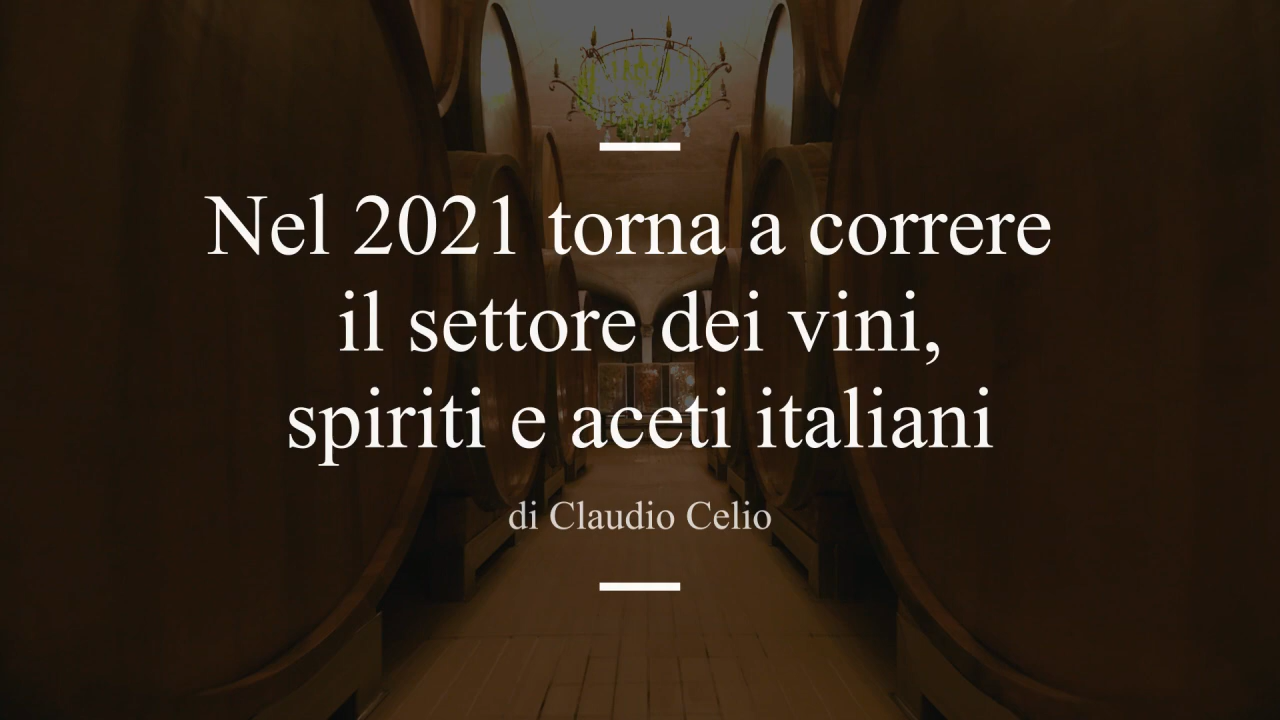 Nel 2021 torna a correre
il settore dei vini,
spiriti e aceti italiani
di Claudio Celio